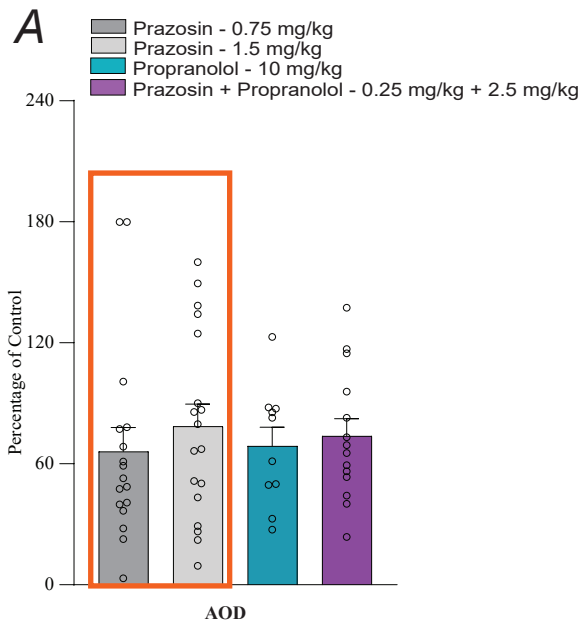 A
Prazosin - 0.75 mg/kg
Prazosin - 1.5 mg/kg
Propranolol - 10 mg/kg
Prazosin + Propranolol - 0.25 mg/kg + 2.5 mg/kg
240
180
120
60
0
Percentage of Control
AOD